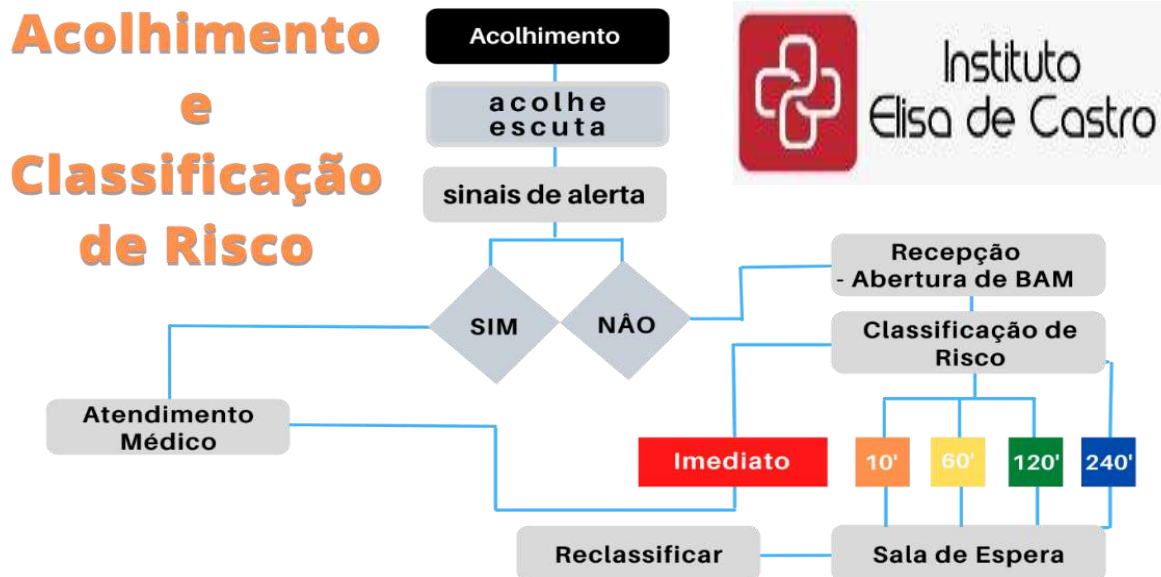 Acolhimento
e
Classificação
de Risco
Acolhimento
acolhe
escuta
sinais de alerta
SIM
NÂO
Instituto
Elisa de Castro
Recepção
- Abertura de BAM
Classificação de
Risco
Atendimento
Médico
Imediato
10'
60'
120'
240'
Reclassificar
Sala de Espera